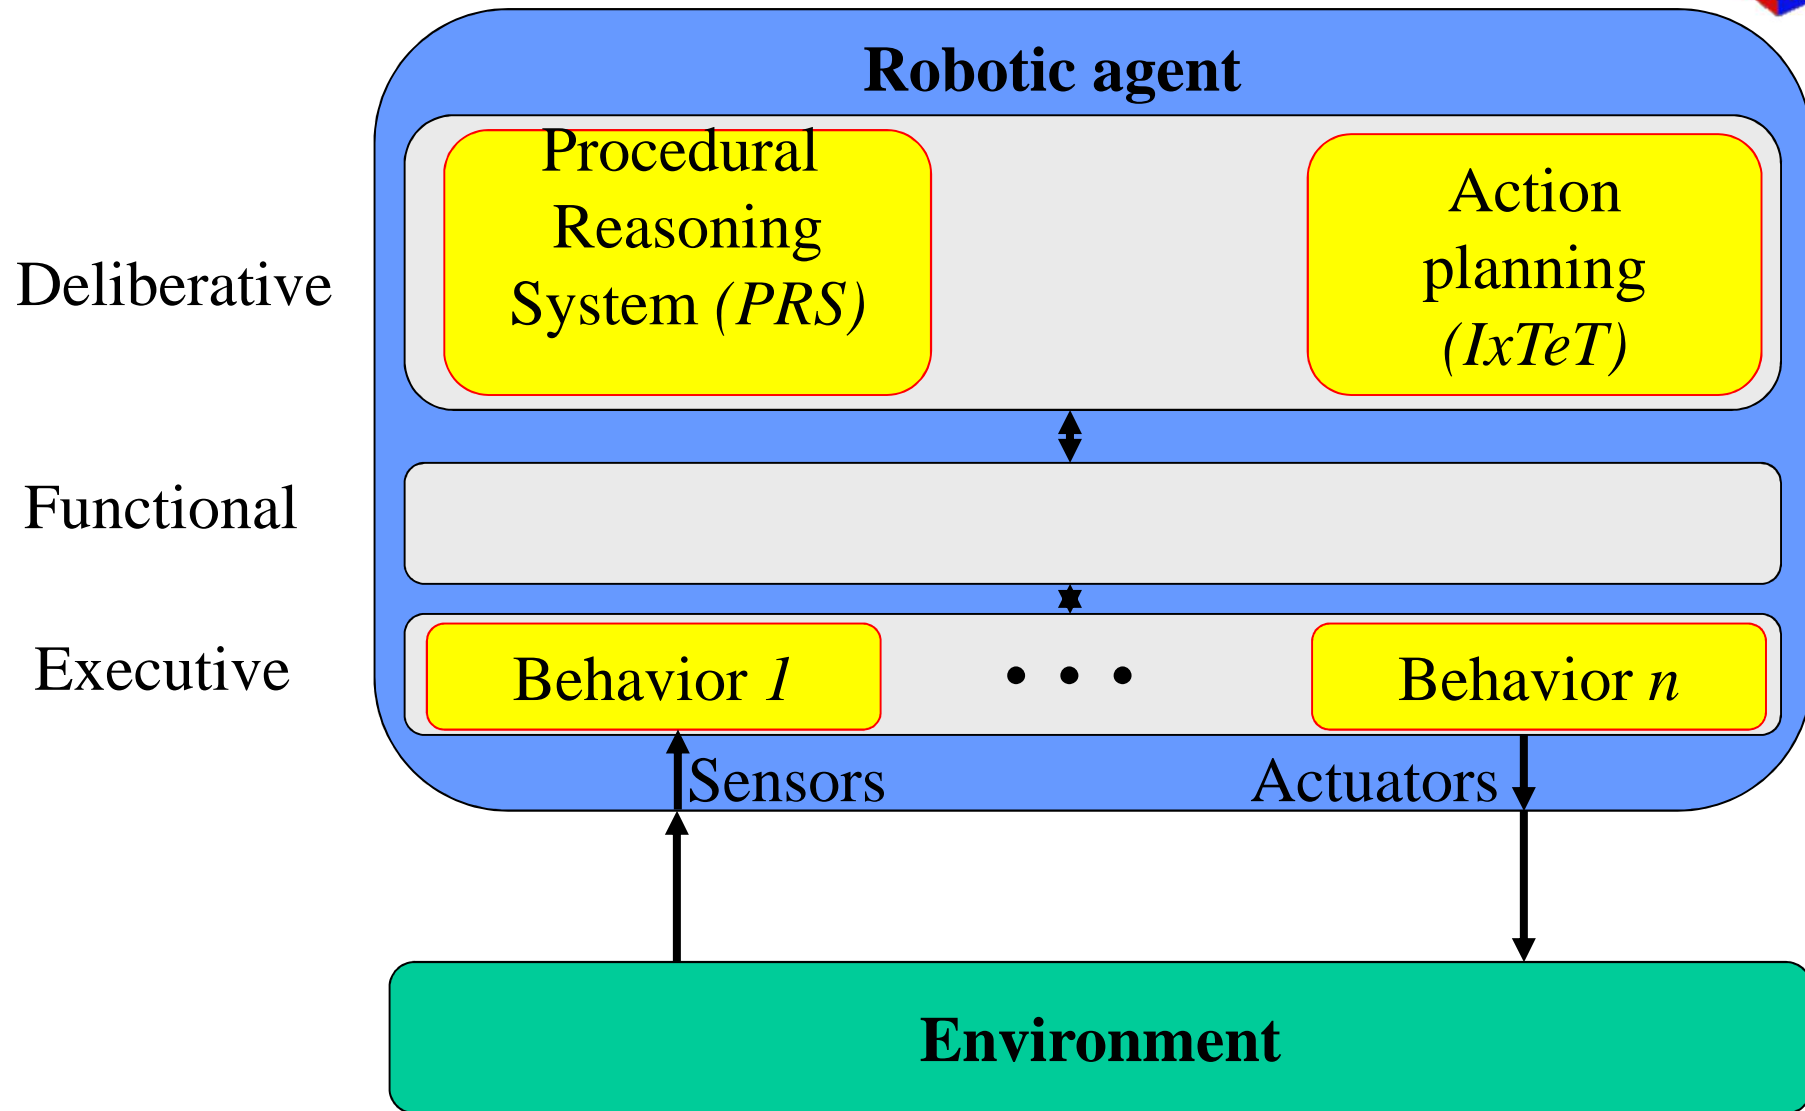 Robotic agent
Procedural
Reasoning
System (PRS)
Action
planning
(IxTeT)
Deliberative
Functional
Executive
Behavior 1
• • •
Behavior n
Sensors
Actuators
Environment